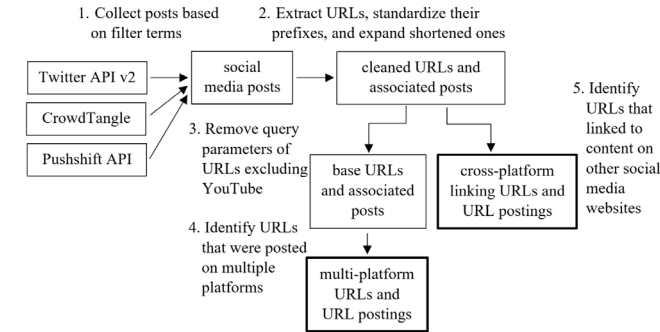 1. Collect posts based
on filter terms
2. Extract URLs, standardize their
prefixes, and expand shortened ones
Twitter API v2
CrowdTangle
Pushshift API
social
media posts
cleaned URLs and
associated posts
3. Remove query
parameters of
URLs excluding
YouTube
base URLs
and associated
posts
cross-platform
linking URLs and
URL postings
5. Identify
URLs that
linked to
content on
other social
media
websites
4. Identify URLs
that were posted
on multiple
platforms
multi-platform
URLs and
URL postings